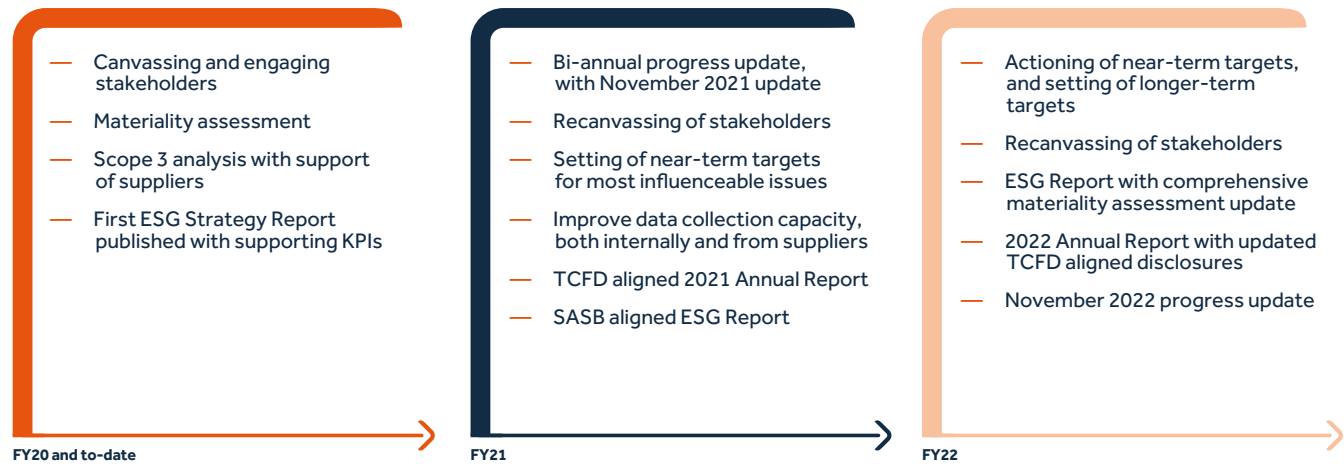 — Canvassing and engaging
stakeholders
— Materiality assessment
— Scope 3 analysis with support
of suppliers
— First ESG Strategy Report
published with supporting KPIs
FY20 and to-date
— Bi-annual progress update,
with November 2021 update
— Recanvassing of stakeholders
— Setting of near-term targets
for most influenceable issues
— Improve data collection capacity,
both internally and from suppliers
— TCFD aligned 2021 Annual Report
— SASB aligned ESG Report
FY21
— Actioning of near-term targets,
and setting of longer-term
targets
— Recanvassing of stakeholders
— ESG Report with comprehensive
materiality assessment update
— 2022 Annual Report with updated
TCFD aligned disclosures
— November 2022 progress update
FY22